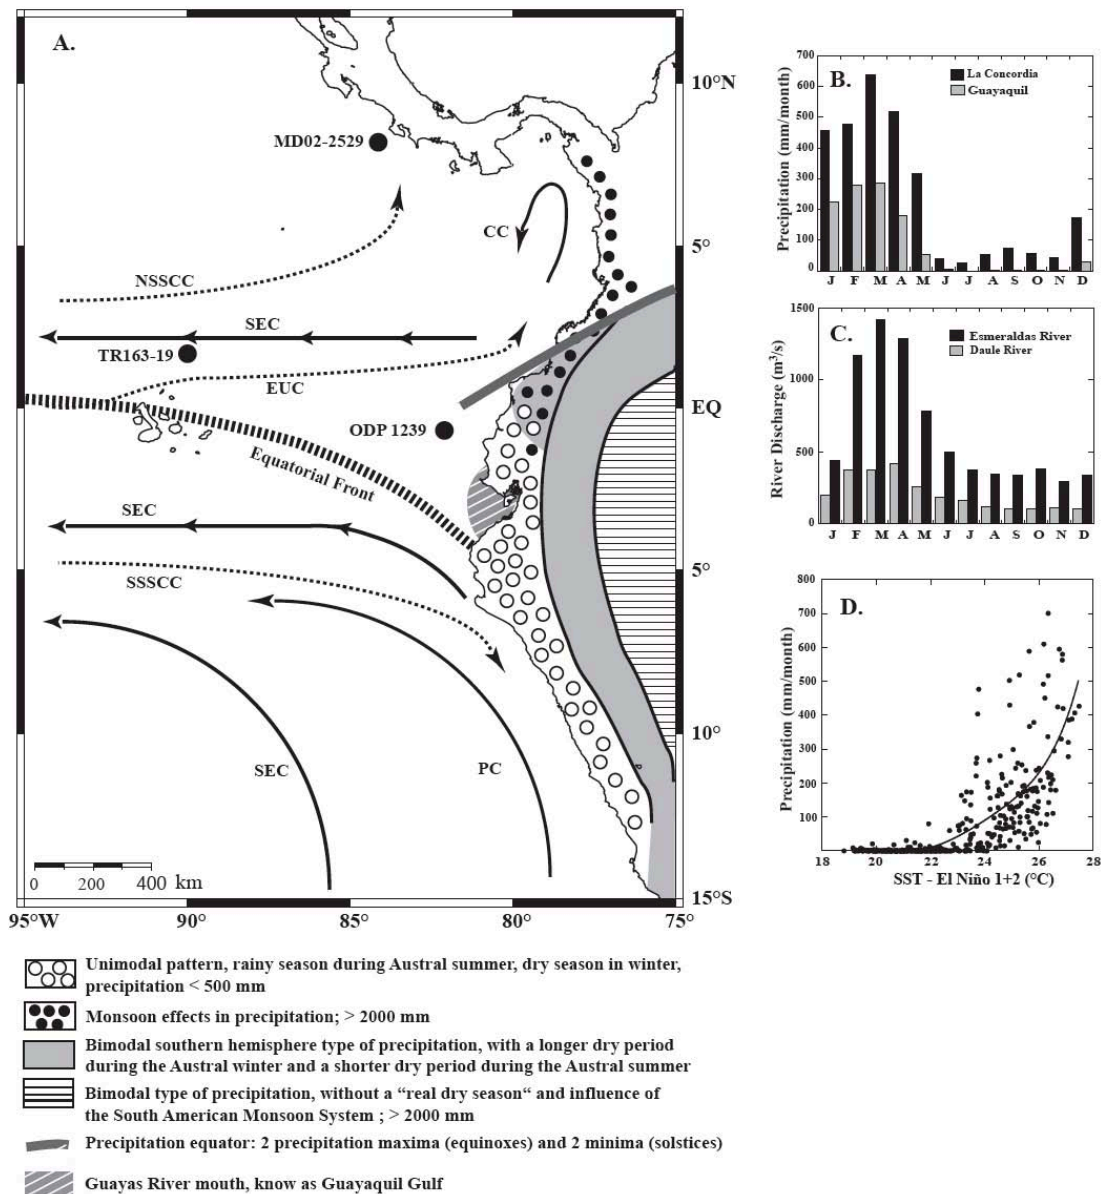 A.
10°N
MD02-2529
CC
5°
NSSCC
SEC
TR163-19
EUC
EQ
ODP 1239
Equatorial Front
SEC
SSSCC
5°
10°
SEC
PC
0 200 400 km
15°S
95°W 90° 85° 80° 75°
B.
La Concordia
Guayaquil
Precipitation (mm/month)
700
600
500
400
300
200
100
0
J F M A M J J A S O N D
C.
Esmeraldas River
Daule River
River Discharge (m³/s)
1500
1000
500
0
J F M A M J J A S O N D
D.
Precipitation (mm/month)
800
700
600
500
400
300
200
100
18 20 22 24 26 28
SST - El Niño 1+2 (°C)
Unimodal pattern, rainy season during Austral summer, dry season in winter,
precipitation < 500 mm
Monsoon effects in precipitation; > 2000 mm
Bimodal southern hemisphere type of precipitation, with a longer dry period
during the Austral winter and a shorter dry period during the Austral summer
Bimodal type of precipitation, without a “real dry season“ and influence of
the South American Monsoon System ; > 2000 mm
Precipitation equator: 2 precipitation maxima (equinoxes) and 2 minima (solstices)
Guayas River mouth, know as Guayaquil Gulf